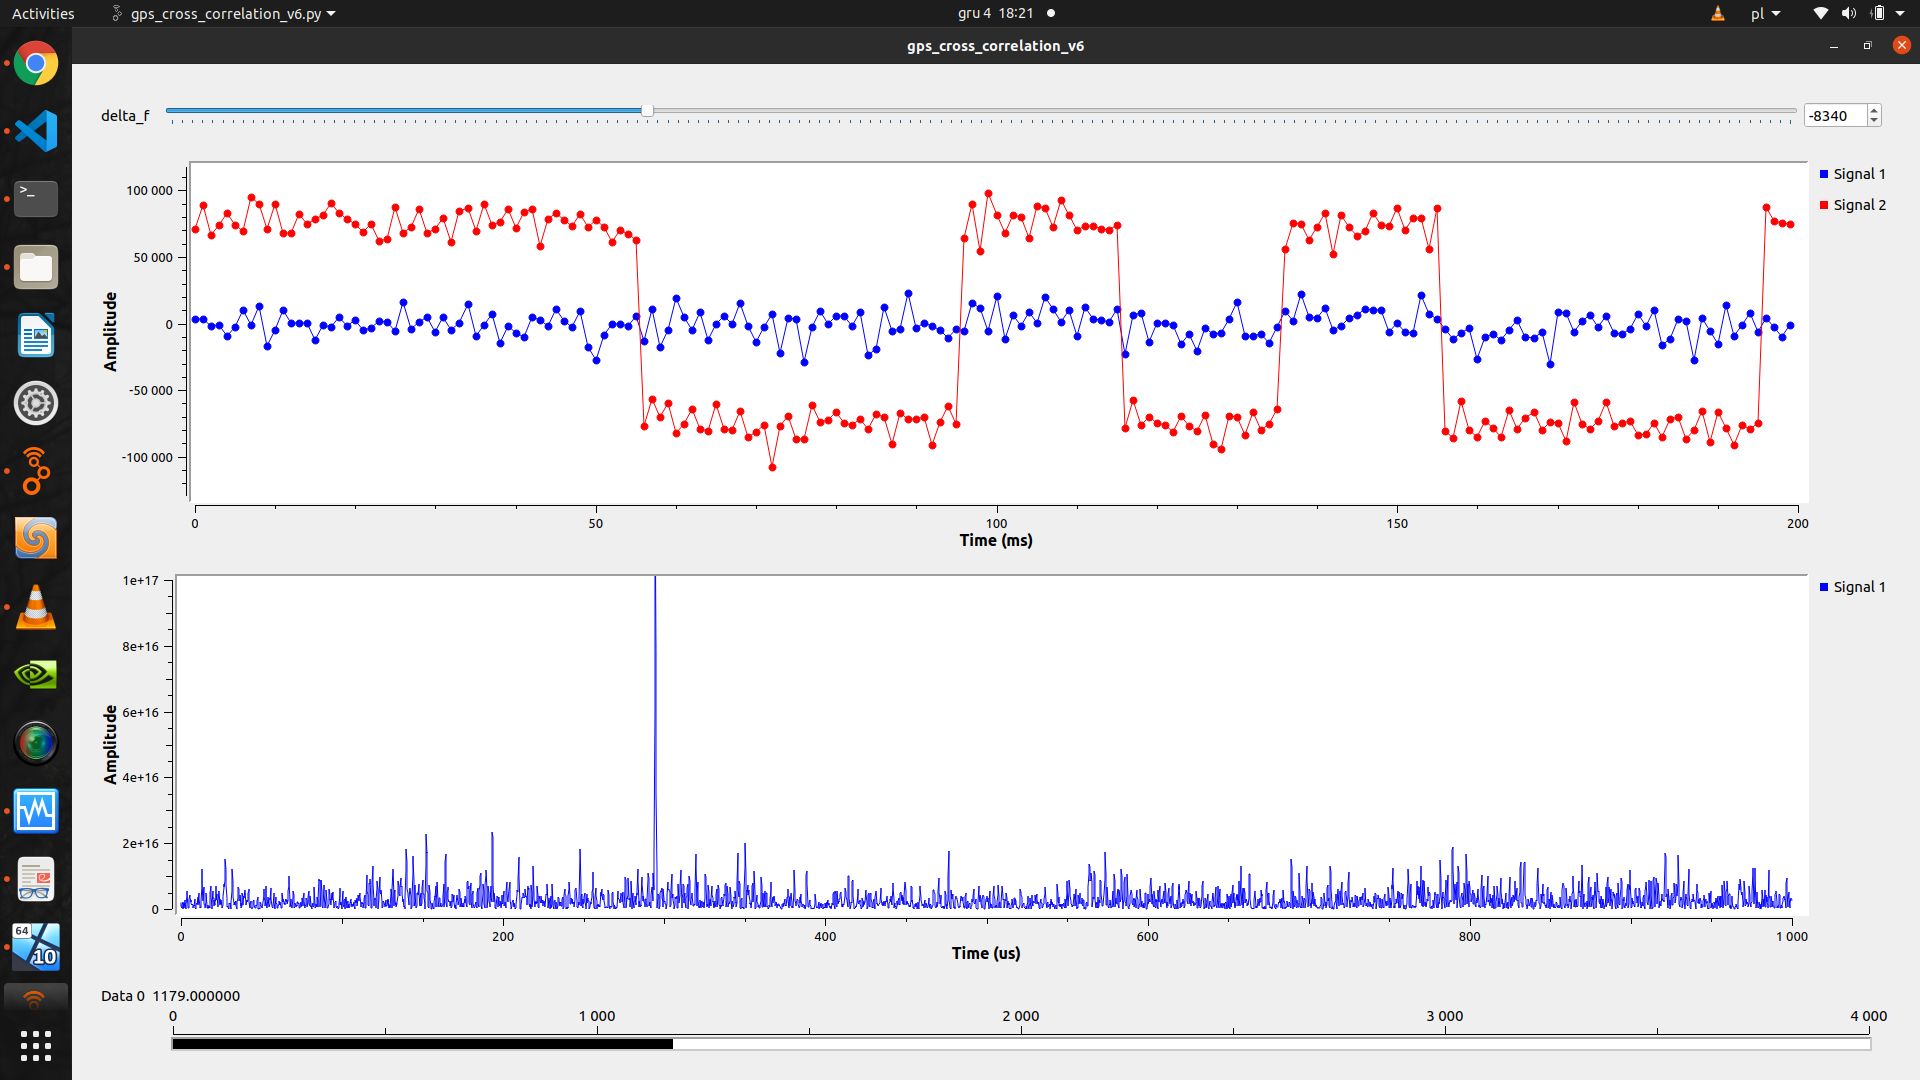 Activities
gps_cross_correlation_v6.py
gru 4 18:21
pl
gps_cross_correlation_v6
delta_f
-8340
100 000
50 000
0
-50 000
-100 000
Amplitude
0 50 100 150 200
Time (ms)
Signal 1
Signal 2
1e+17
8e+16
6e+16
4e+16
2e+16
0
Amplitude
0 200 400 600 800 1 000
Time (us)
Signal 1
Data 0 1179.000000
0 1 000 2 000 3 000 4 000
>_
64
10